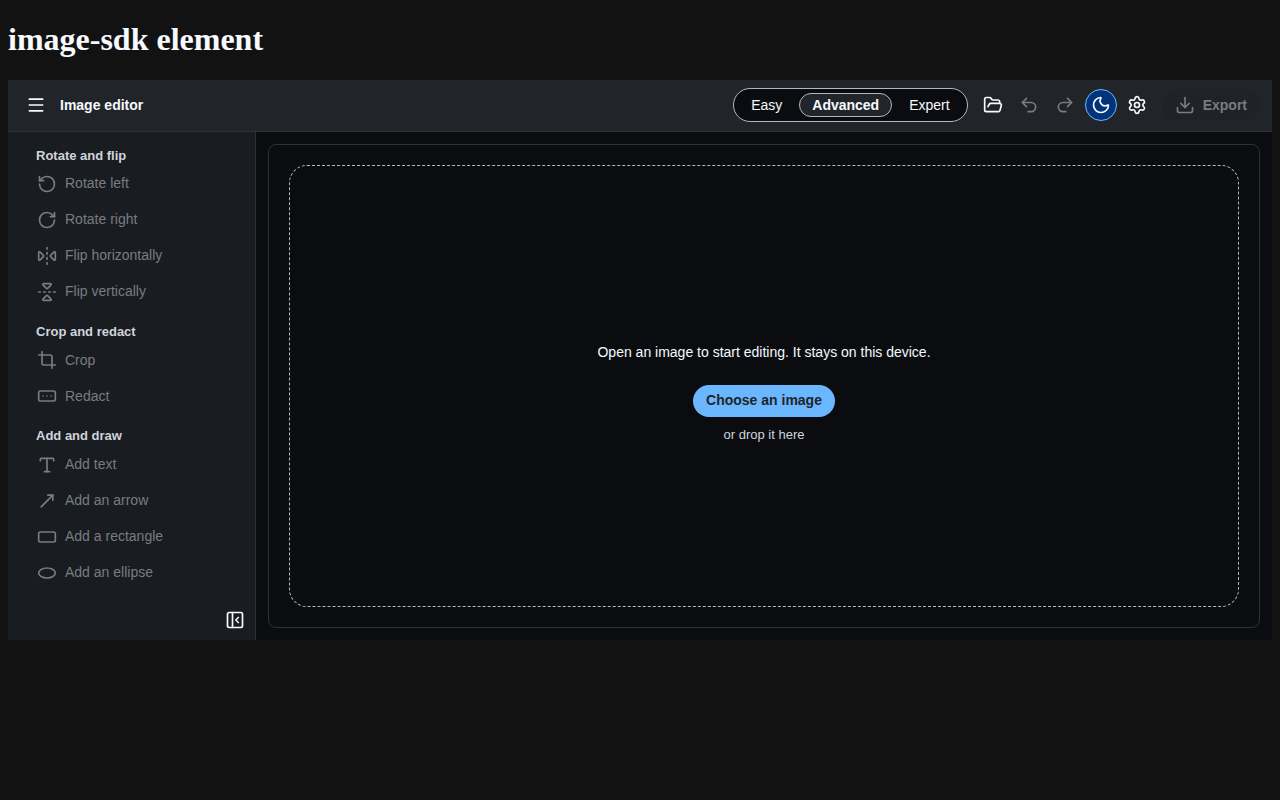 image-sdk element
Image editor
Easy Advanced Expert
Export
Rotate and flip
Rotate left
Rotate right
Flip horizontally
Flip vertically
Crop and redact
Crop
Redact
Add and draw
Add text
Add an arrow
Add a rectangle
Add an ellipse
Open an image to start editing. It stays on this device.
Choose an image
or drop it here